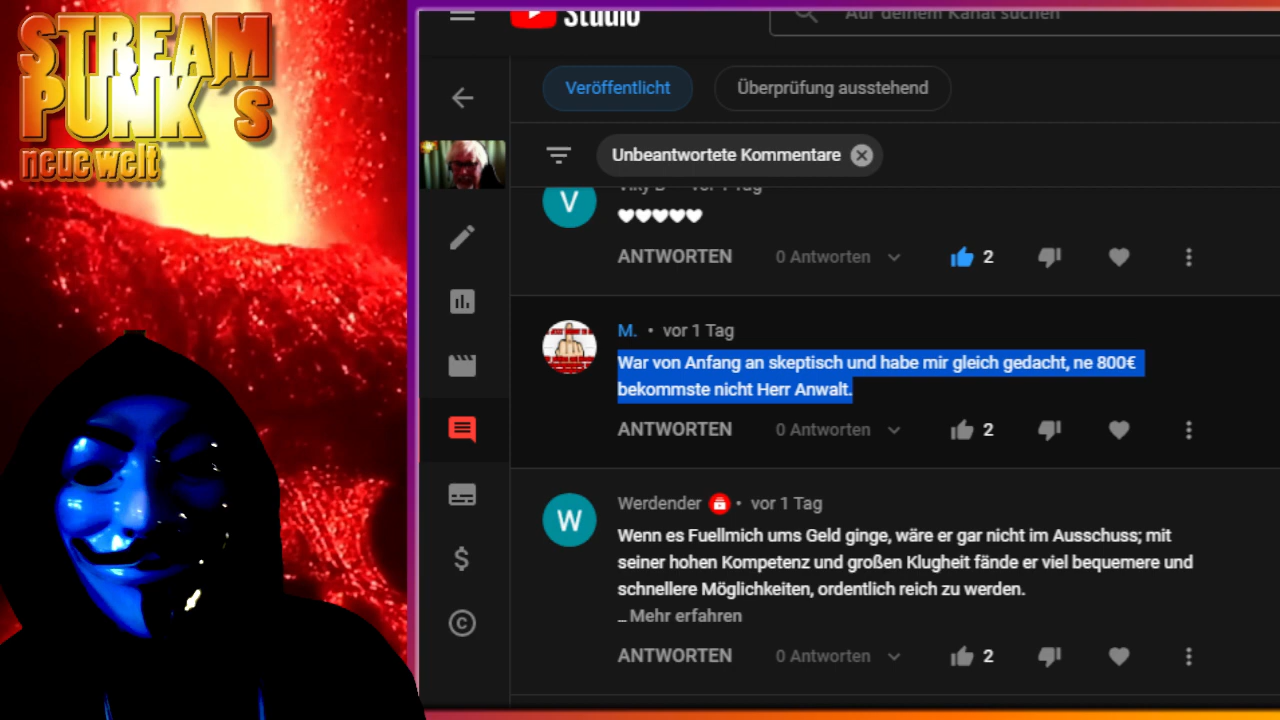 STREAM
PUNK´s
neue welt
Studio
Auf deinem Kanal suchen
Veröffentlicht
Überprüfung ausstehend
Unbeantwortete Kommentare
V
vor 1 Tag
ANTWORTEN 0 Antworten 2
M. • vor 1 Tag
War von Anfang an skeptisch und habe mir gleich gedacht, ne 800€
bekommste nicht Herr Anwalt.
ANTWORTEN 0 Antworten 2
W
Werdender • vor 1 Tag
Wenn es Fuellmich ums Geld ginge, wäre er gar nicht im Ausschuss; mit
seiner hohen Kompetenz und großen Klugheit fände er viel bequemere und
schnellere Möglichkeiten, ordentlich reich zu werden.
... Mehr erfahren
ANTWORTEN 0 Antworten 2